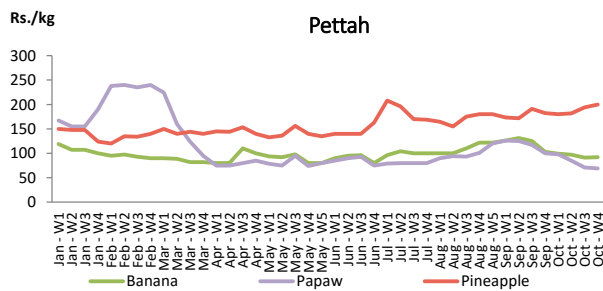 Rs./kg
Pettah
300
250
200
150
100
50
0
Jan - W1
Jan - W2
Jan - W3
Jan - W4
Feb - W1
Feb - W2
Feb - W3
Feb - W4
Mar - W1
Mar - W2
Mar - W3
Mar - W4
Apr - W1
Apr - W2
Apr - W3
Apr - W4
May - W1
May - W2
May - W3
May - W4
May - W5
Jun - W1
Jun - W2
Jun - W3
Jun - W4
Jul - W1
Jul - W2
Jul - W3
Jul - W4
Aug - W1
Aug - W2
Aug - W3
Aug - W4
Aug - W5
Sep - W1
Sep - W2
Sep - W3
Sep - W4
Oct - W1
Oct - W2
Oct - W3
Oct - W4
Banana
Papaw
Pineapple